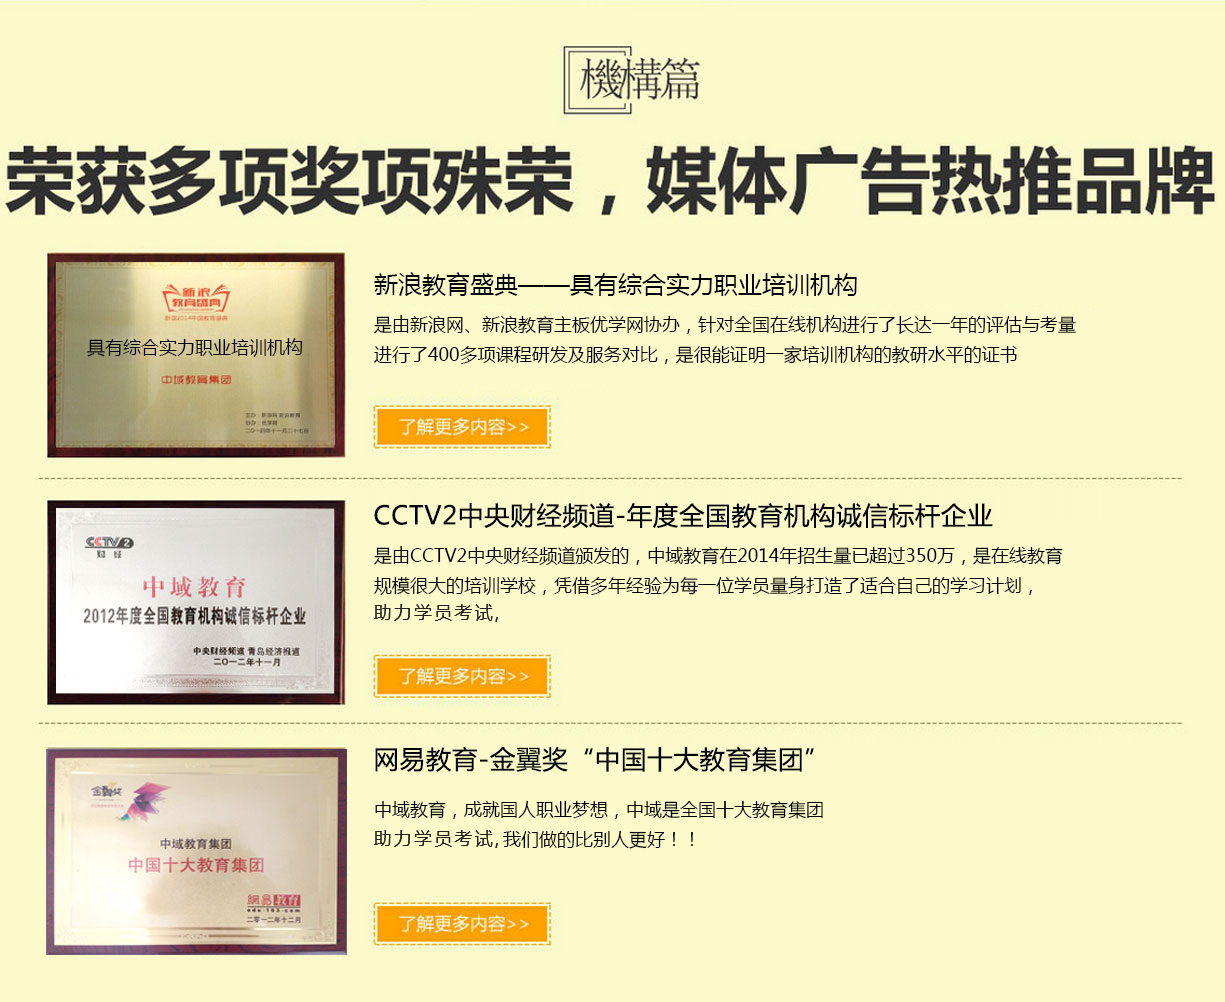 機構篇
荣获多项奖项殊荣，媒体广告热推品牌
新浪
教育盛典
新浪2014中国教育盛典
具有综合实力职业培训机构
中域教育集团
主办：新浪网 新浪教育
协办：优学网
二〇一四年十一月二十七日
新浪教育盛典——具有综合实力职业培训机构
是由新浪网、新浪教育主板优学网协办，针对全国在线机构进行了长达一年的评估与考量
进行了400多项课程研发及服务对比，是很能证明一家培训机构的教研水平的证书
了解更多内容>>
CCTV2
财经
中域教育
2012年度全国教育机构诚信标杆企业
中央财经频道 青岛经济报道
二〇一二年十一月
CCTV2中央财经频道-年度全国教育机构诚信标杆企业
是由CCTV2中央财经频道颁发的，中域教育在2014年招生量已超过350万，是在线教育
规模很大的培训学校，凭借多年经验为每一位学员量身打造了适合自己的学习计划，
助力学员考试,
了解更多内容>>
金翼奖
中域教育集团
中国十大教育集团
網易教育
edu·163·com
二零一二年十二月
网易教育-金翼奖“中国十大教育集团”
中域教育，成就国人职业梦想，中域是全国十大教育集团
助力学员考试,我们做的比别人更好！！
了解更多内容>>